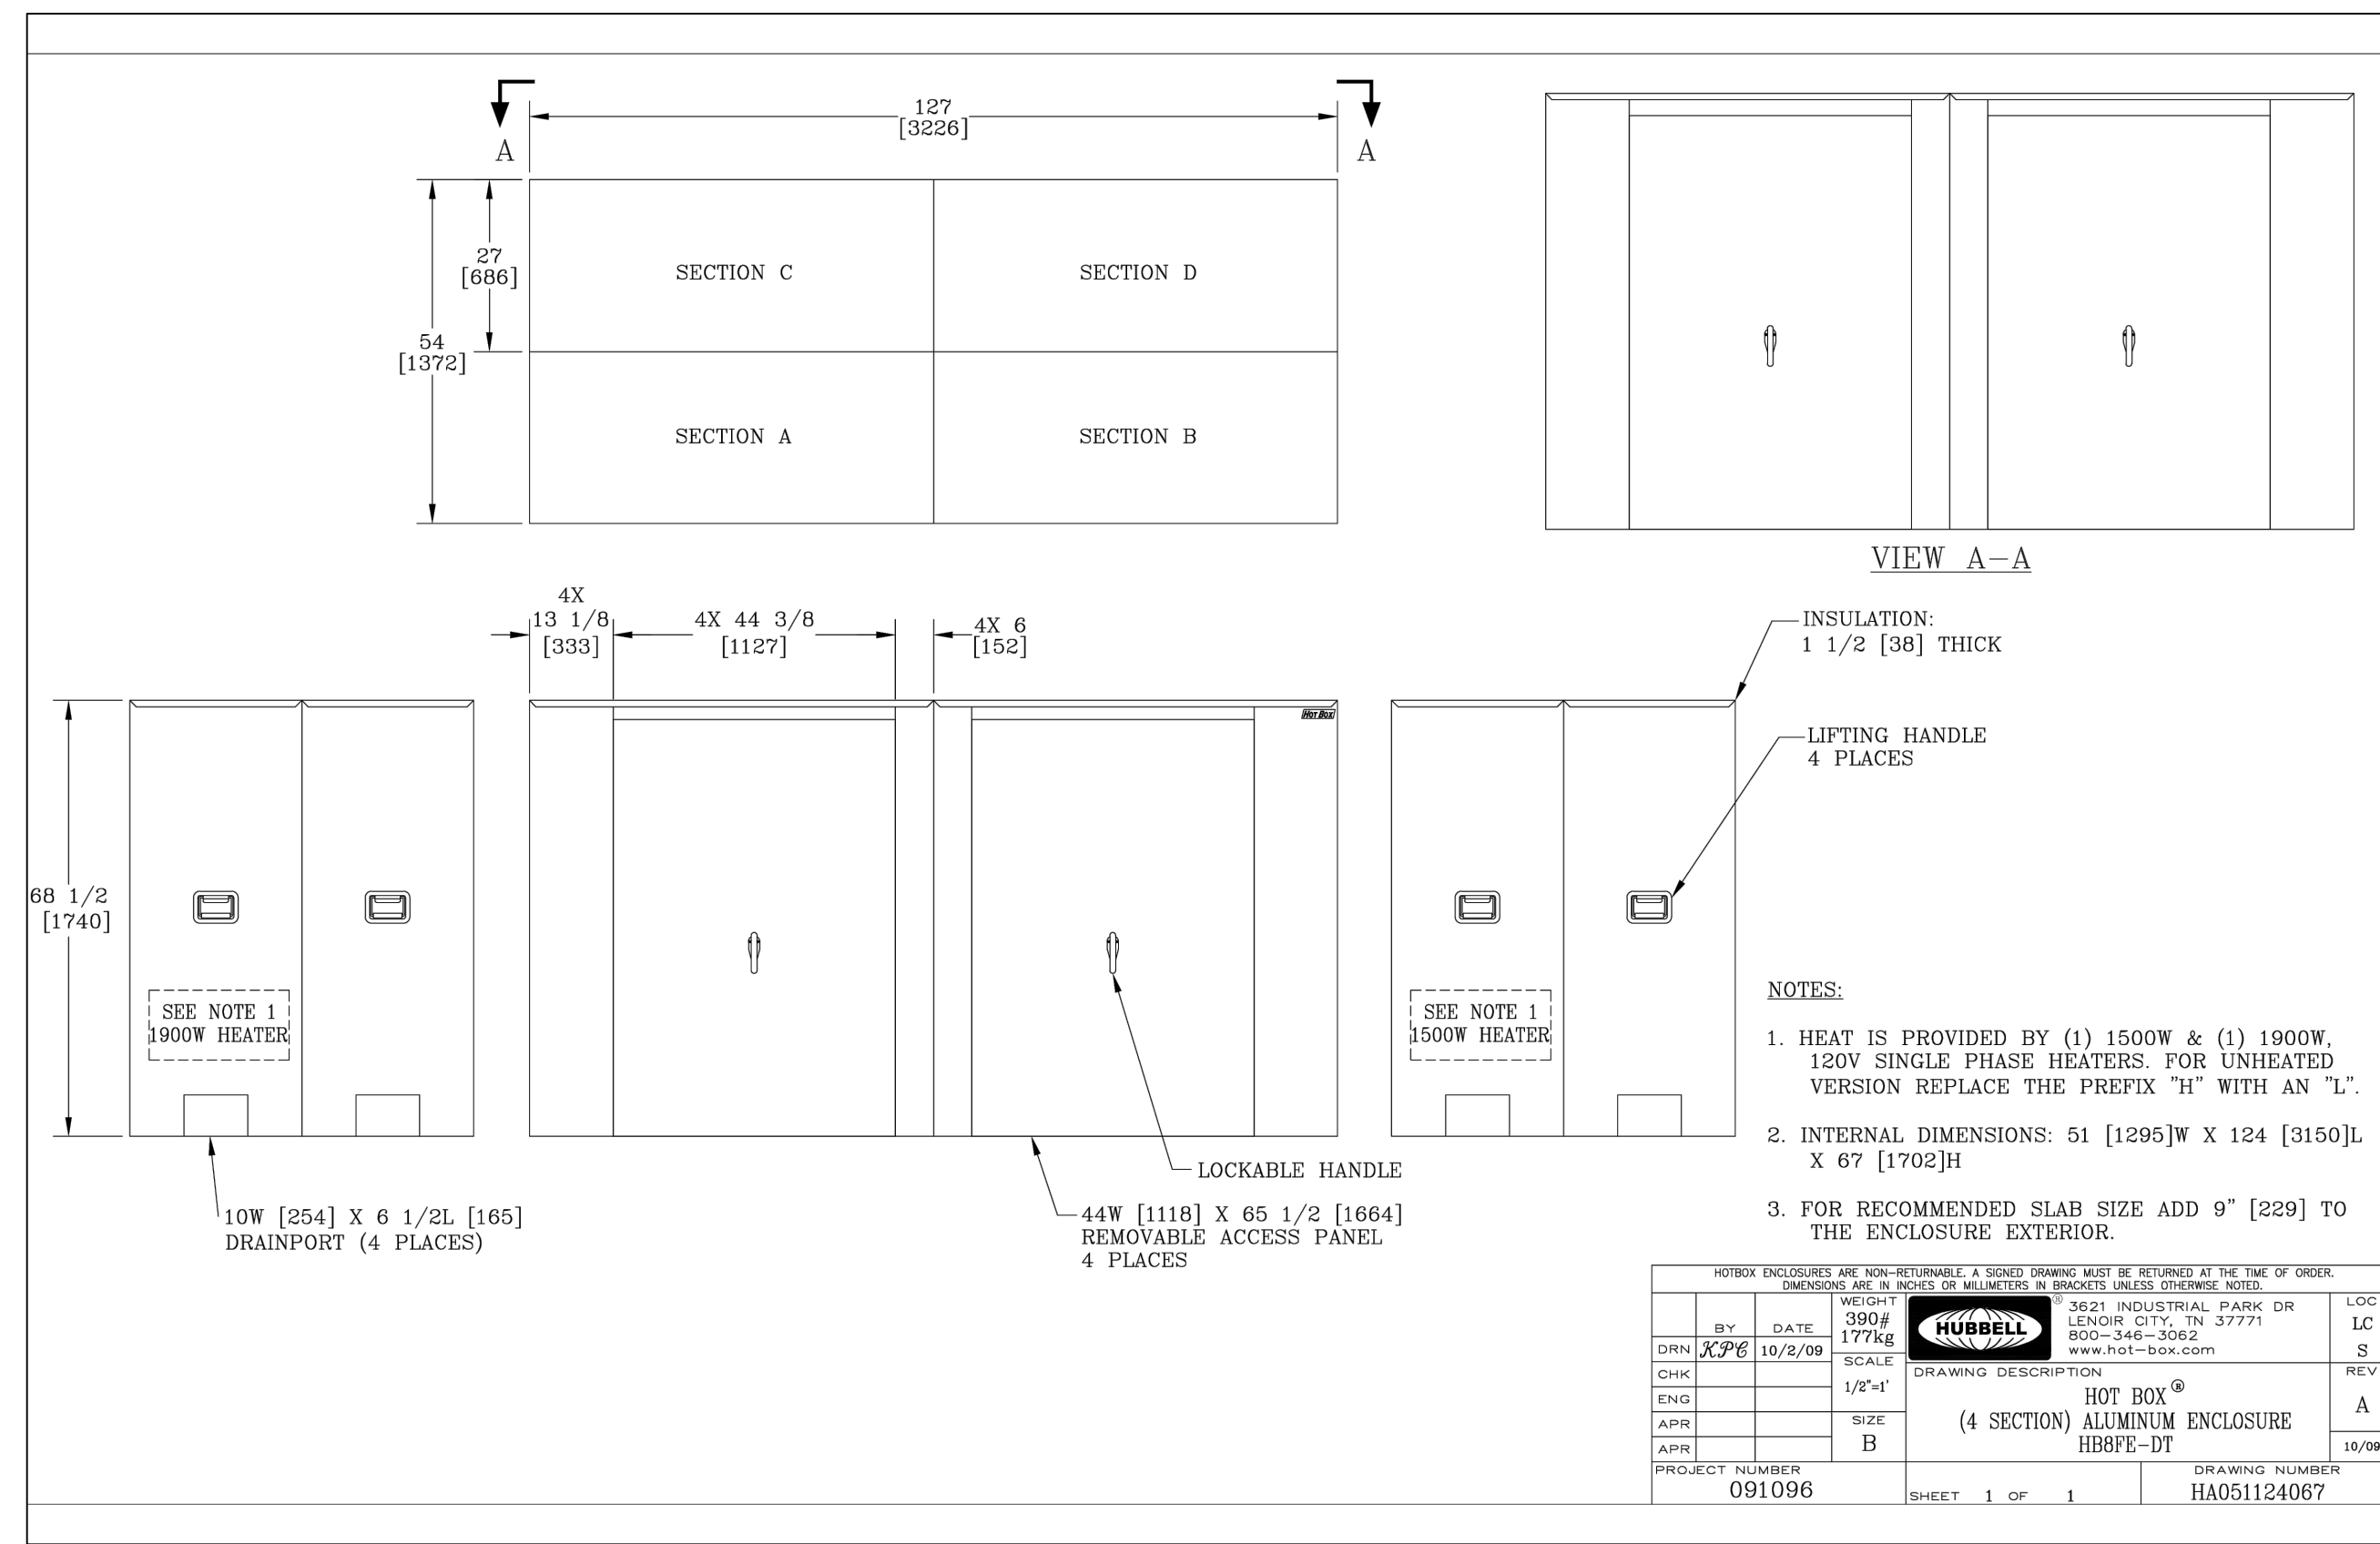 127
[3226]
A
A
27
[686]
54
[1372]
SECTION C
SECTION D
SECTION A
SECTION B
VIEW A-A
4X
13 1/8
[333]
4X 44 3/8
[1127]
4X 6
[152]
INSULATION:
1 1/2 [38] THICK
HOT BOX
LIFTING HANDLE
4 PLACES
68 1/2
[1740]
SEE NOTE 1
1900W HEATER
SEE NOTE 1
1500W HEATER
10W [254] X 6 1/2L [165]
DRAINPORT (4 PLACES)
LOCKABLE HANDLE
44W [1118] X 65 1/2 [1664]
REMOVABLE ACCESS PANEL
4 PLACES
NOTES:
1. HEAT IS PROVIDED BY (1) 1500W & (1) 1900W,
120V SINGLE PHASE HEATERS. FOR UNHEATED
VERSION REPLACE THE PREFIX "H" WITH AN "L".
2. INTERNAL DIMENSIONS: 51 [1295]W X 124 [3150]L
X 67 [1702]H
3. FOR RECOMMENDED SLAB SIZE ADD 9" [229] TO
THE ENCLOSURE EXTERIOR.
HOTBOX ENCLOSURES ARE NON-RETURNABLE. A SIGNED DRAWING MUST BE RETURNED AT THE TIME OF ORDER.
DIMENSIONS ARE IN INCHES OR MILLIMETERS IN BRACKETS UNLESS OTHERWISE NOTED.
BY
DATE
DRN KPC 10/2/09
CHK
ENG
APR
APR
WEIGHT
390#
177kg
SCALE
1/2"=1'
SIZE
B
HUBBELL ®
3621 INDUSTRIAL PARK DR
LENOIR CITY, TN 37771
800-346-3062
www.hot-box.com
LOC
LC
S
DRAWING DESCRIPTION
HOT BOX ®
(4 SECTION) ALUMINUM ENCLOSURE
HB8FE-DT
REV
A
10/09
PROJECT NUMBER
091096
SHEET 1 OF 1
DRAWING NUMBER
HA051124067